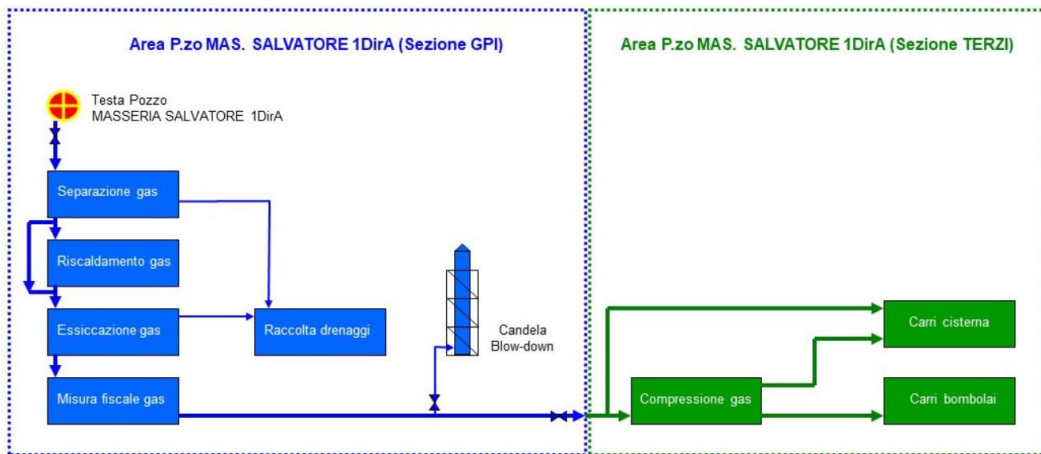 Area P.zo MAS. SALVATORE 1DirA (Sezione GPI)
Area P.zo MAS. SALVATORE 1DirA (Sezione TERZI)
Testa Pozzo
MASSERIA SALVATORE 1DirA
Separazione gas
Riscaldamento gas
Essiccazione gas
Raccolta drenaggi
Candela
Blow-down
Carri cisterna
Misura fiscale gas
Compressione gas
Carri bombolai